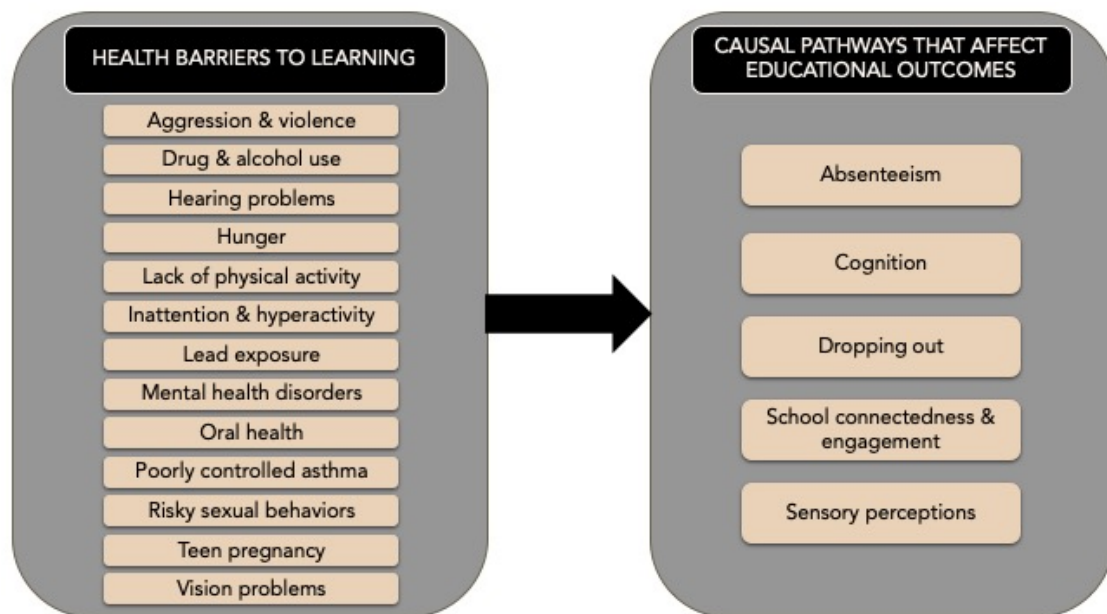 HEALTH BARRIERS TO LEARNING
Aggression & violence
Drug & alcohol use
Hearing problems
Hunger
Lack of physical activity
Inattention & hyperactivity
Lead exposure
Mental health disorders
Oral health
Poorly controlled asthma
Risky sexual behaviors
Teen pregnancy
Vision problems
CAUSAL PATHWAYS THAT AFFECT
EDUCATIONAL OUTCOMES
Absenteeism
Cognition
Dropping out
School connectedness &
engagement
Sensory perceptions